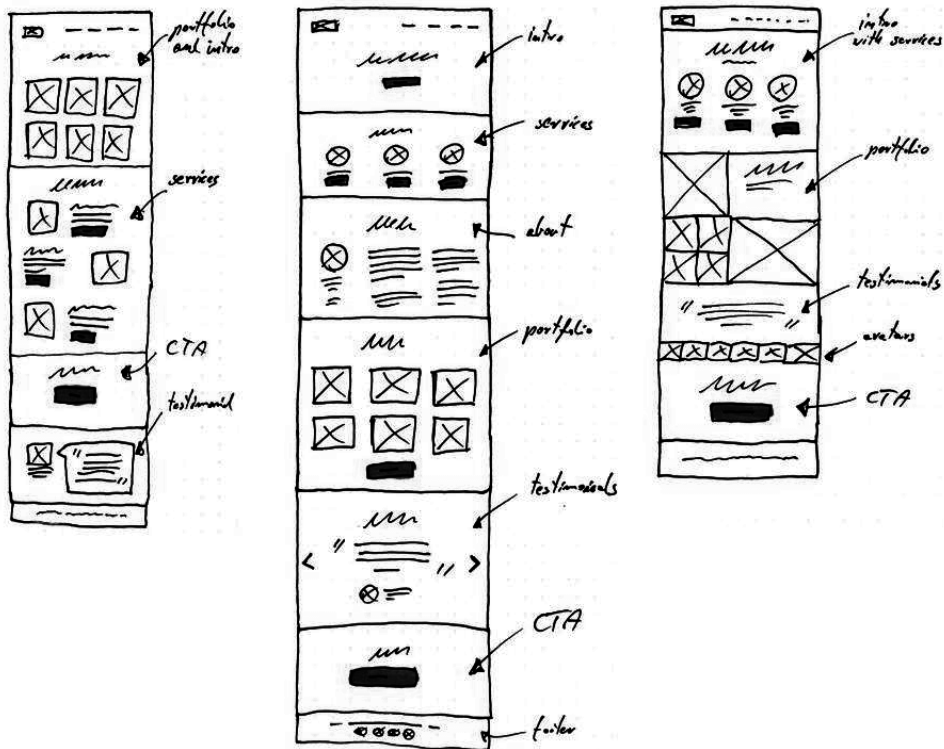 portfolio
and intro
services
CTA
testimonial
intro
services
about
portfolio
testimonials
CTA
footer
intro
with services
portfolio
testimonials
avatars
CTA